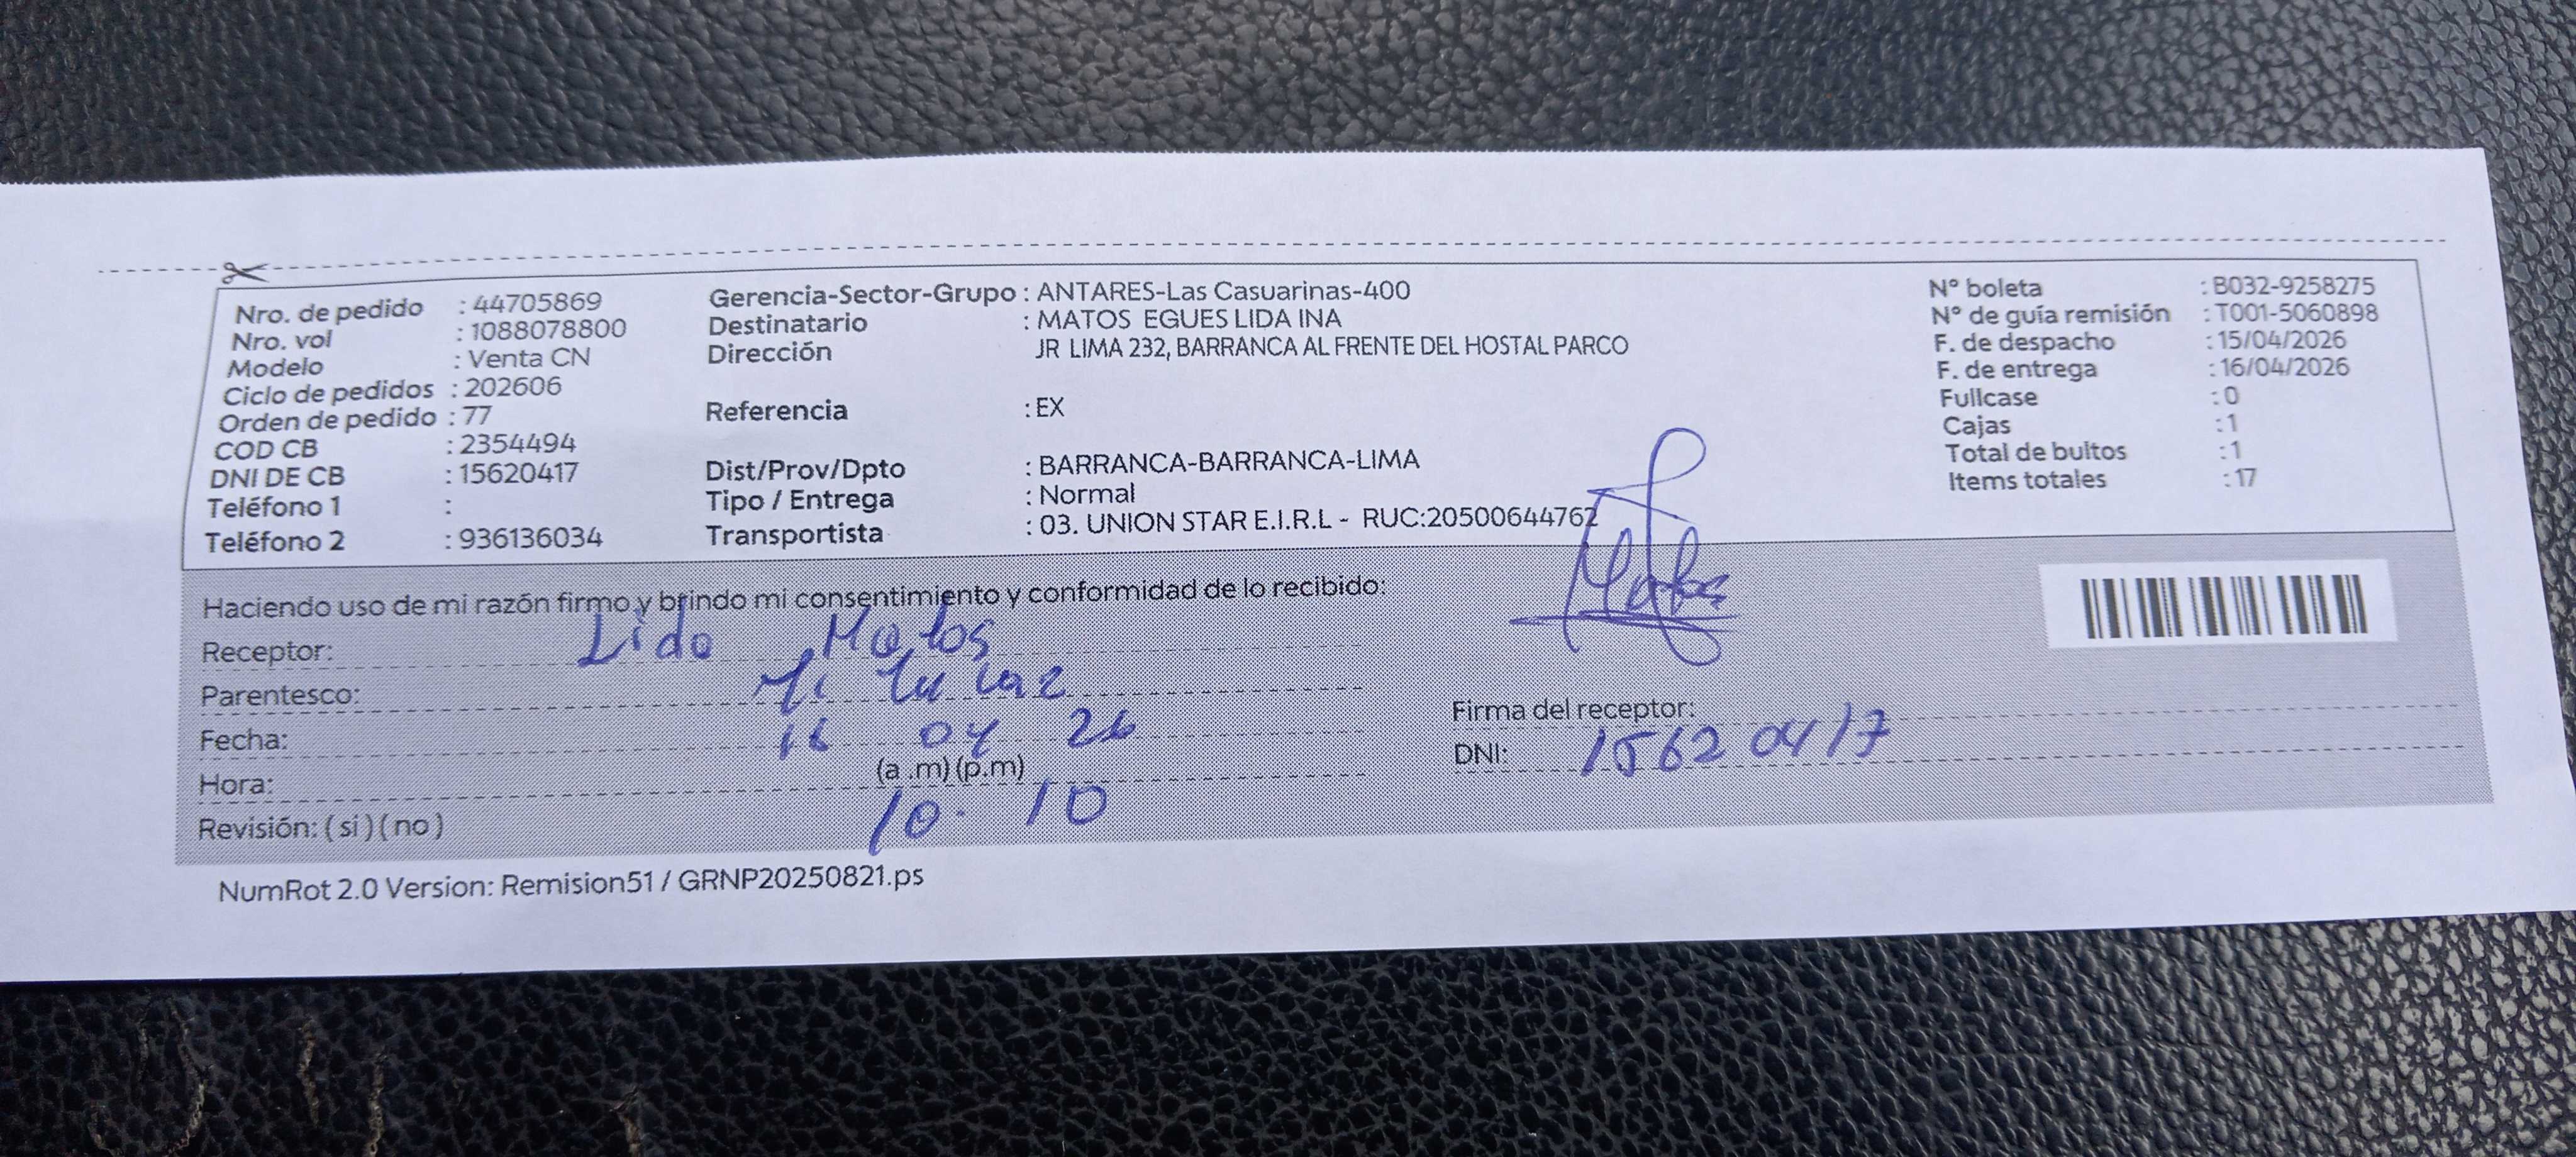 Nro. de pedido : 44705869
Nro. vol : 1088078800
Modelo : Venta CN
Ciclo de pedidos : 202606
Orden de pedido : 77
COD CB : 2354494
DNI DE CB : 15620417
Teléfono 1 :
Teléfono 2 : 936136034
Gerencia-Sector-Grupo : ANTARES-Las Casuarinas-400
Destinatario : MATOS EGUES LIDA INA
Dirección JR LIMA 232, BARRANCA AL FRENTE DEL HOSTAL PARCO
Referencia : EX
Dist/Prov/Dpto : BARRANCA-BARRANCA-LIMA
Tipo / Entrega : Normal
Transportista : 03. UNION STAR E.I.R.L - RUC:20500644762
N° boleta : B032-9258275
N° de guía remisión : T001-5060898
F. de despacho : 15/04/2026
F. de entrega : 16/04/2026
Fullcase : 0
Cajas : 1
Total de bultos : 1
Items totales : 17
Haciendo uso de mi razón firmo y brindo mi consentimiento y conformidad de lo recibido:
Receptor: Lida Matos
Parentesco:
Fecha: 16 04 26
Hora: (a .m) (p.m)
10. 10
Revisión: ( si ) ( no )
Matos
Firma del receptor:
DNI: 15620417
NumRot 2.0 Version: Remision51 / GRNP20250821.ps